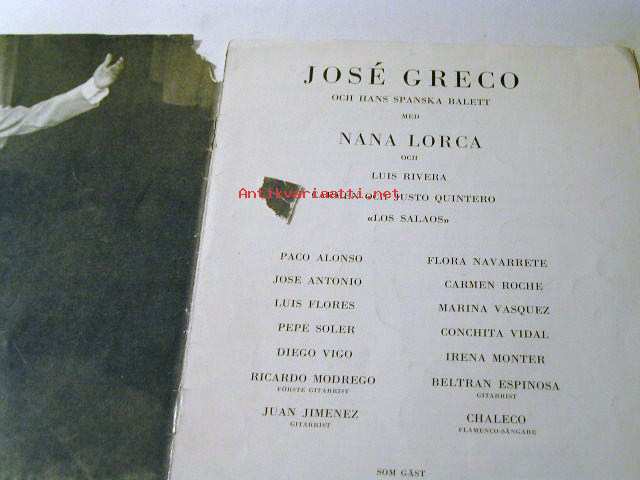 JOSÉ GRECO
OCH HANS SPANSKA BALETT
MED
NANA LORCA
OCH
LUIS RIVERA
Antikvariaatti.net
OCH JUSTO QUINTERO
«LOS SALAOS»
PACO ALONSO
JOSE ANTONIO
LUIS FLORES
PEPE SOLER
DIEGO VIGO
RICARDO MODREGO
FÖRSTE GITARRIST
JUAN JIMENEZ
GITARRIST
FLORA NAVARRETE
CARMEN ROCHE
MARINA VASQUEZ
CONCHITA VIDAL
IRENA MONTER
BELTRAN ESPINOSA
GITARRIST
CHALECO
FLAMENCO-SÅNGARE
SOM GÄST